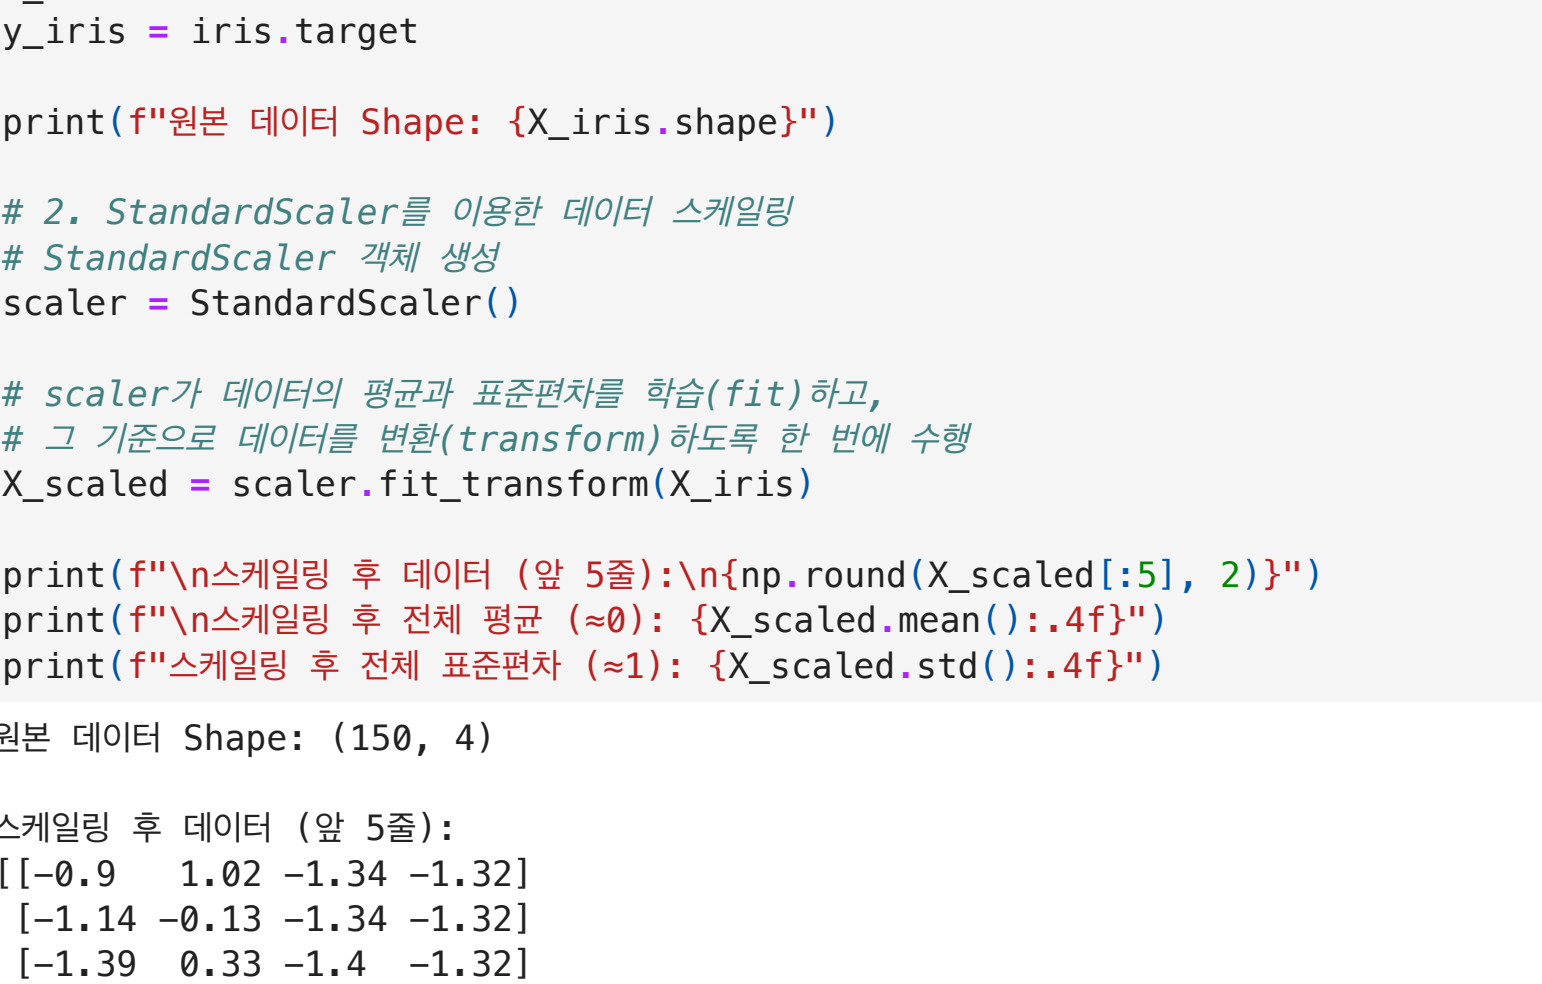 y_iris = iris.target
print(f"원본 데이터 Shape: {X_iris.shape}")
# 2. StandardScaler를 이용한 데이터 스케일링
# StandardScaler 객체 생성
scaler = StandardScaler()
# scaler가 데이터의 평균과 표준편차를 학습(fit)하고,
# 그 기준으로 데이터를 변환(transform)하도록 한 번에 수행
X_scaled = scaler.fit_transform(X_iris)
print(f"\n스케일링 후 데이터 (앞 5줄):\n{np.round(X_scaled[:5], 2)}")
print(f"\n스케일링 후 전체 평균 (≈0): {X_scaled.mean():.4f}")
print(f"스케일링 후 전체 표준편차 (≈1): {X_scaled.std():.4f}")
원본 데이터 Shape: (150, 4)
스케일링 후 데이터 (앞 5줄):
[[-0.9   1.02 -1.34 -1.32]
 [-1.14 -0.13 -1.34 -1.32]
 [-1.39  0.33 -1.4  -1.32]